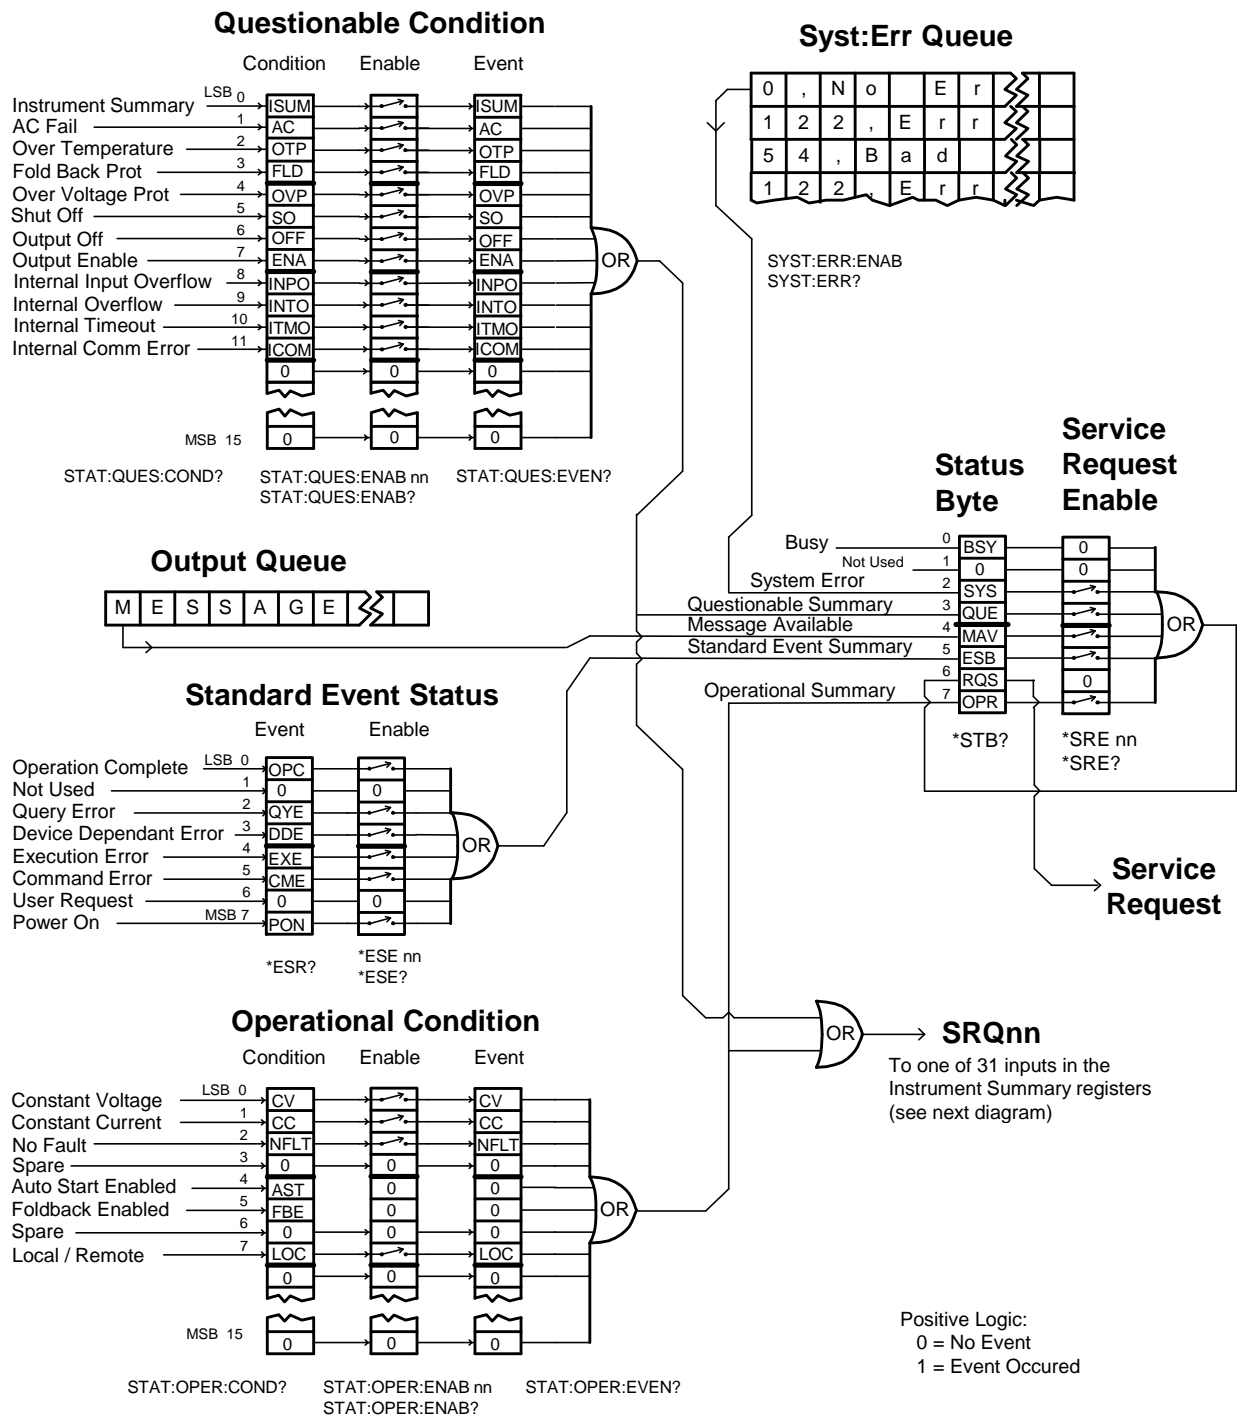 Questionable Condition
Condition Enable Event
Instrument Summary LSB 0 ISUM ISUM
AC Fail 1 AC AC
Over Temperature 2 OTP OTP
Fold Back Prot 3 FLD FLD
Over Voltage Prot 4 OVP OVP
Shut Off 5 SO SO
Output Off 6 OFF OFF
Output Enable 7 ENA ENA
Internal Input Overflow 8 INPO INPO
Internal Overflow 9 INTO INTO
Internal Timeout 10 ITMO ITMO
Internal Comm Error 11 ICOM ICOM
0 0 0
MSB 15 0 0 0
OR
STAT:QUES:COND? STAT:QUES:ENAB nn STAT:QUES:EVEN?
STAT:QUES:ENAB?
Syst:Err Queue
0 , N o E r
1 2 2 , E r r
5 4 , B a d
1 2 2 , E r r
SYST:ERR:ENAB
SYST:ERR?
Output Queue
M E S S A G E
Status
Byte
Service
Request
Enable
Busy 0 BSY 0
Not Used 1 0 0
System Error 2 SYS
Questionable Summary 3 QUE
Message Available 4 MAV
Standard Event Summary 5 ESB
6 RQS 0
Operational Summary 7 OPR
OR
*STB? *SRE nn
*SRE?
Service
Request
Standard Event Status
Event Enable
Operation Complete LSB 0 OPC
Not Used 1 0 0
Query Error 2 QYE
Device Dependant Error 3 DDE
Execution Error 4 EXE
Command Error 5 CME
User Request 6 0 0
Power On MSB 7 PON
OR
*ESR? *ESE nn
*ESE?
OR
SRQnn
To one of 31 inputs in the
Instrument Summary registers
(see next diagram)
Operational Condition
Condition Enable Event
Constant Voltage LSB 0 CV CV
Constant Current 1 CC CC
No Fault 2 NFLT NFLT
Spare 3 0 0 0
Auto Start Enabled 4 AST 0 0
Foldback Enabled 5 FBE 0 0
Spare 6 0 0 0
Local / Remote 7 LOC LOC
0 0 0
MSB 15 0 0 0
OR
STAT:OPER:COND? STAT:OPER:ENAB nn STAT:OPER:EVEN?
STAT:OPER:ENAB?
Positive Logic:
0 = No Event
1 = Event Occured